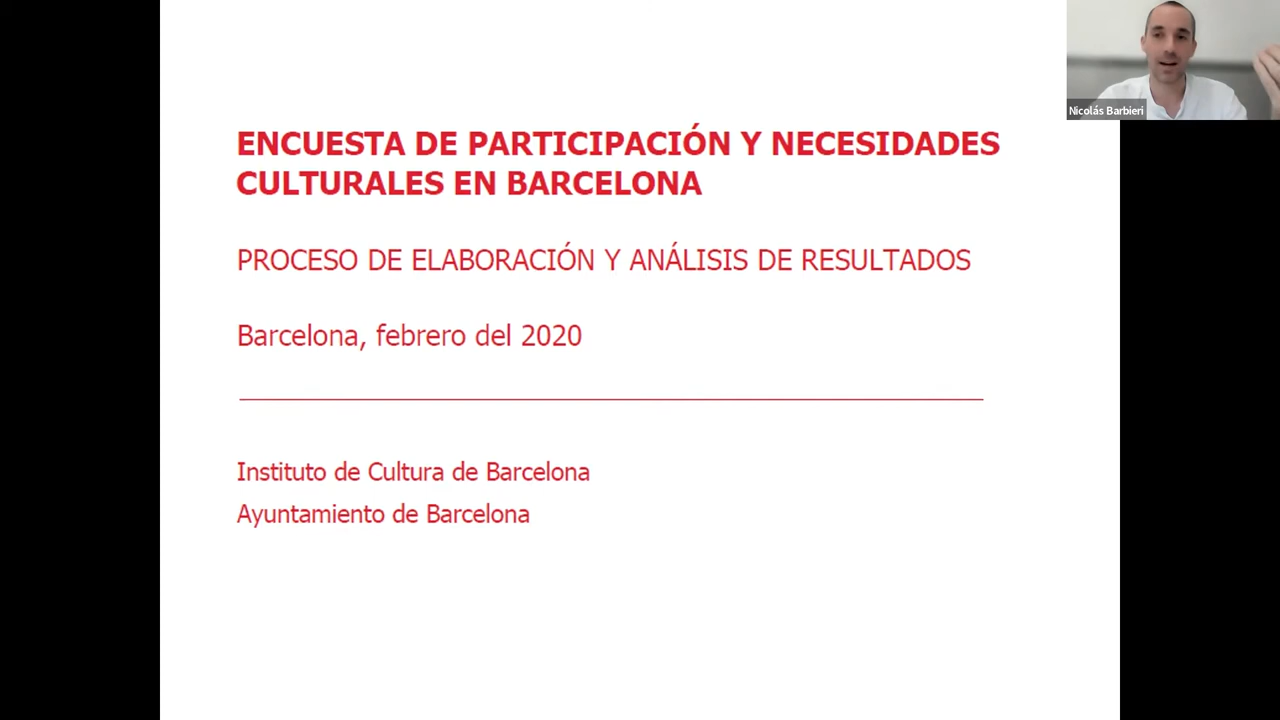 Nicolás Barbieri
ENCUESTA DE PARTICIPACIÓN Y NECESIDADES
CULTURALES EN BARCELONA
PROCESO DE ELABORACIÓN Y ANÁLISIS DE RESULTADOS
Barcelona, febrero del 2020
Instituto de Cultura de Barcelona
Ayuntamiento de Barcelona